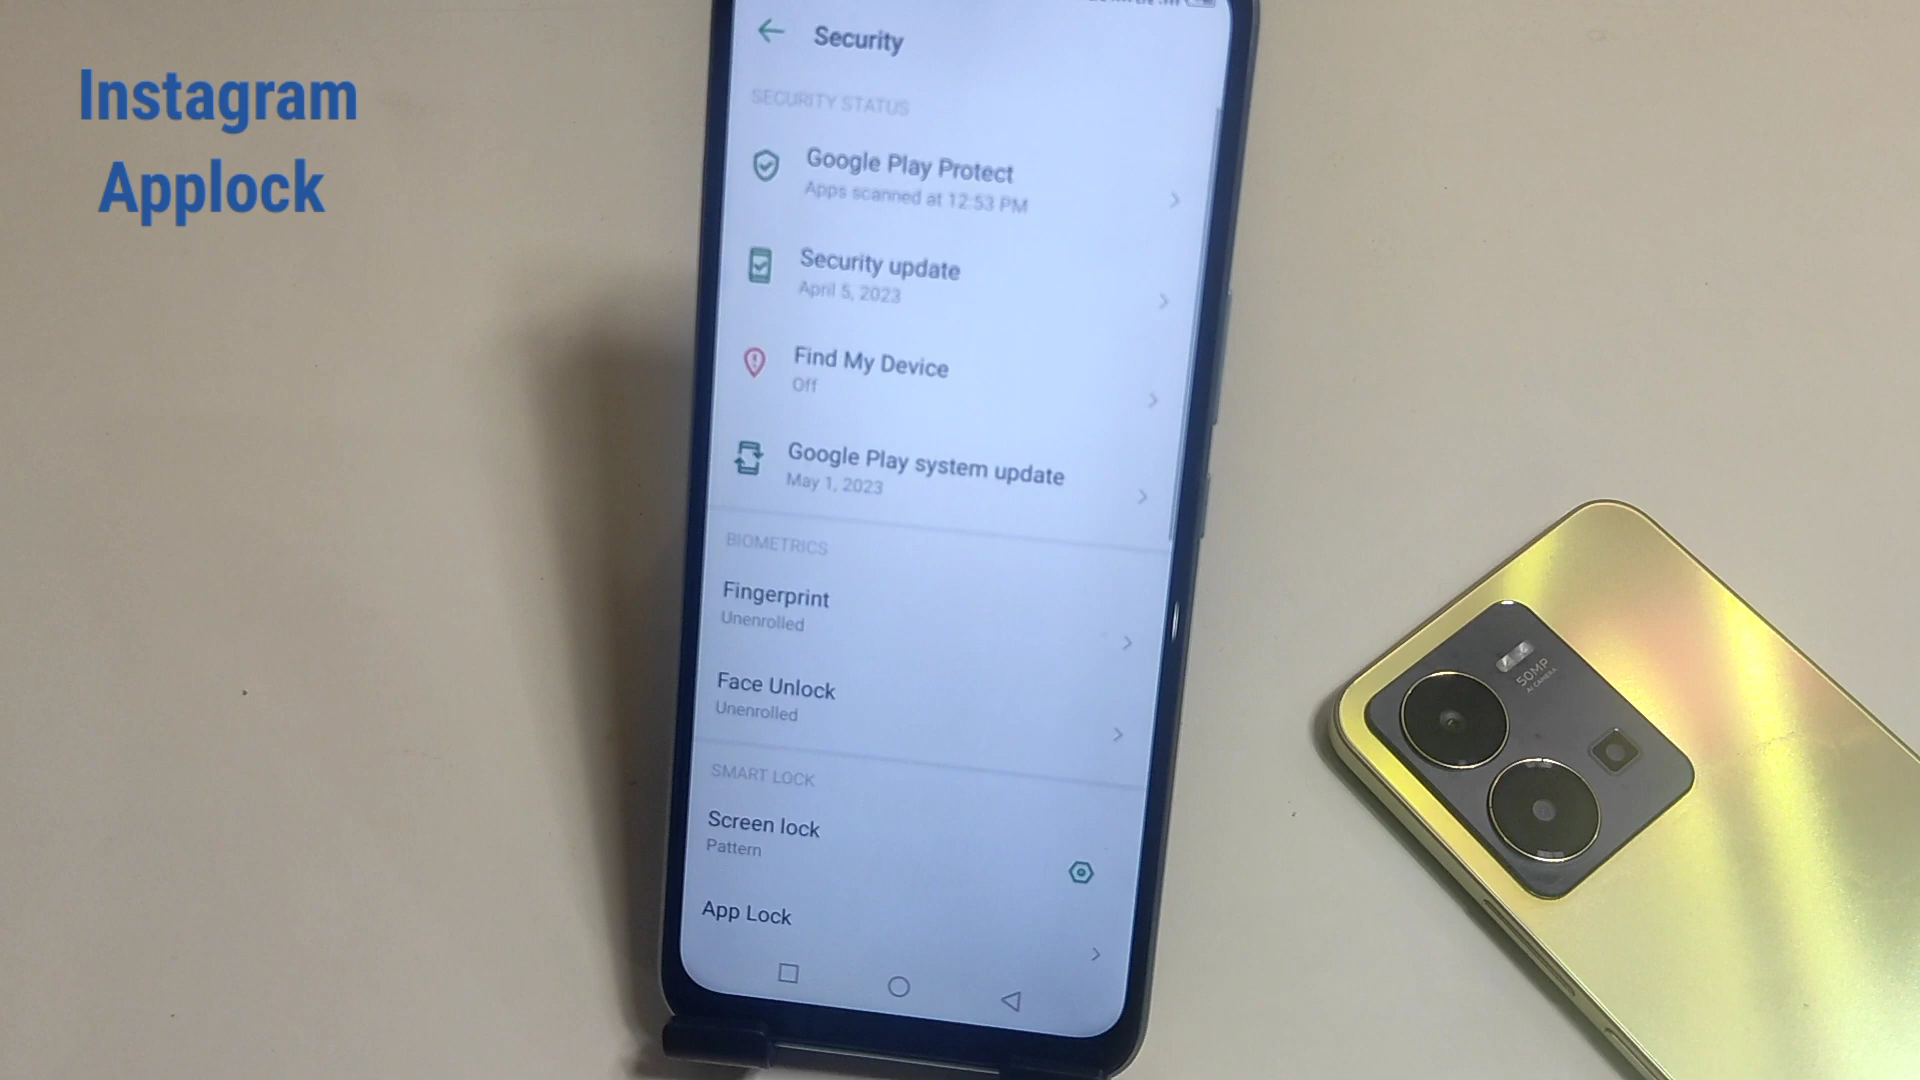 Instagram
Applock
Security
SECURITY STATUS
Google Play Protect
Apps scanned at 12:53 PM
Security update
April 5, 2023
Find My Device
Off
Google Play system update
May 1, 2023
BIOMETRICS
Fingerprint
Unenrolled
Face Unlock
Unenrolled
SMART LOCK
Screen lock
Pattern
App Lock
50MP
AI CAMERA